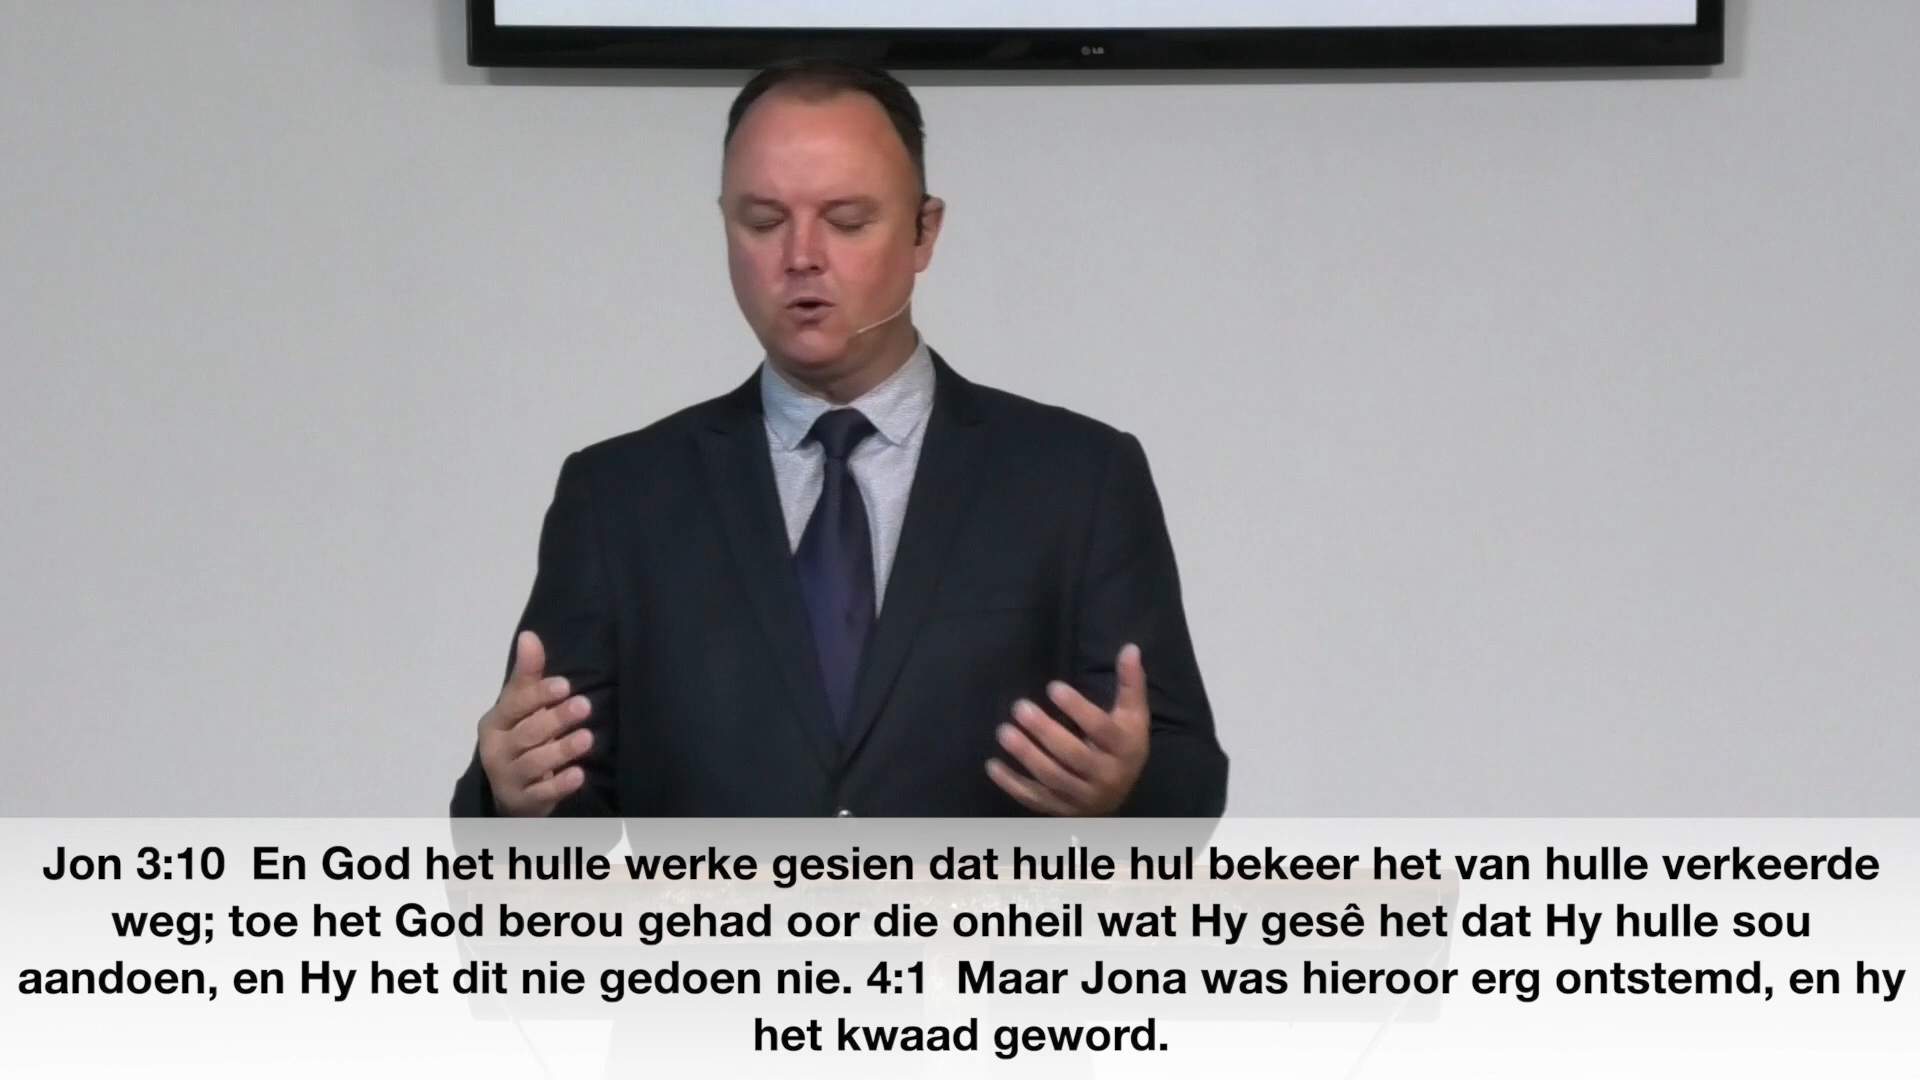 LG
Jon 3:10  En God het hulle werke gesien dat hulle hul bekeer het van hulle verkeerde
weg; toe het God berou gehad oor die onheil wat Hy gesê het dat Hy hulle sou
aandoen, en Hy het dit nie gedoen nie. 4:1  Maar Jona was hieroor erg ontstemd, en hy
het kwaad geword.